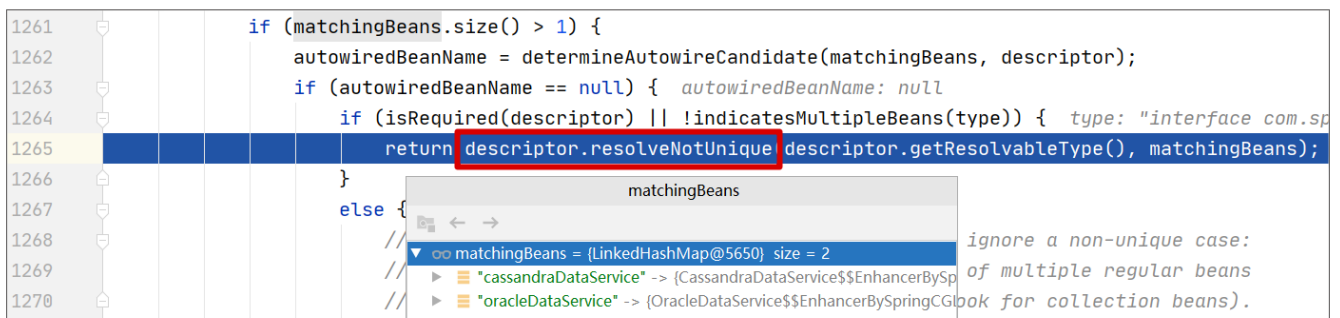 1261 if (matchingBeans.size() > 1) {
1262 autowiredBeanName = determineAutowireCandidate(matchingBeans, descriptor);
1263 if (autowiredBeanName == null) { autowiredBeanName: null
1264 if (isRequired(descriptor) || !indicatesMultipleBeans(type)) { type: "interface com.sp
1265 return descriptor.resolveNotUnique(descriptor.getResolvableType(), matchingBeans);
1266 }
matchingBeans
1267 else {
1268 // ignore a non-unique case:
matchingBeans = {LinkedHashMap@5650} size = 2
1269 // of multiple regular beans
"cassandraDataService" -> {CassandraDataService$$EnhancerBySp
1270 // ook for collection beans).
"oracleDataService" -> {OracleDataService$$EnhancerBySpringCGL